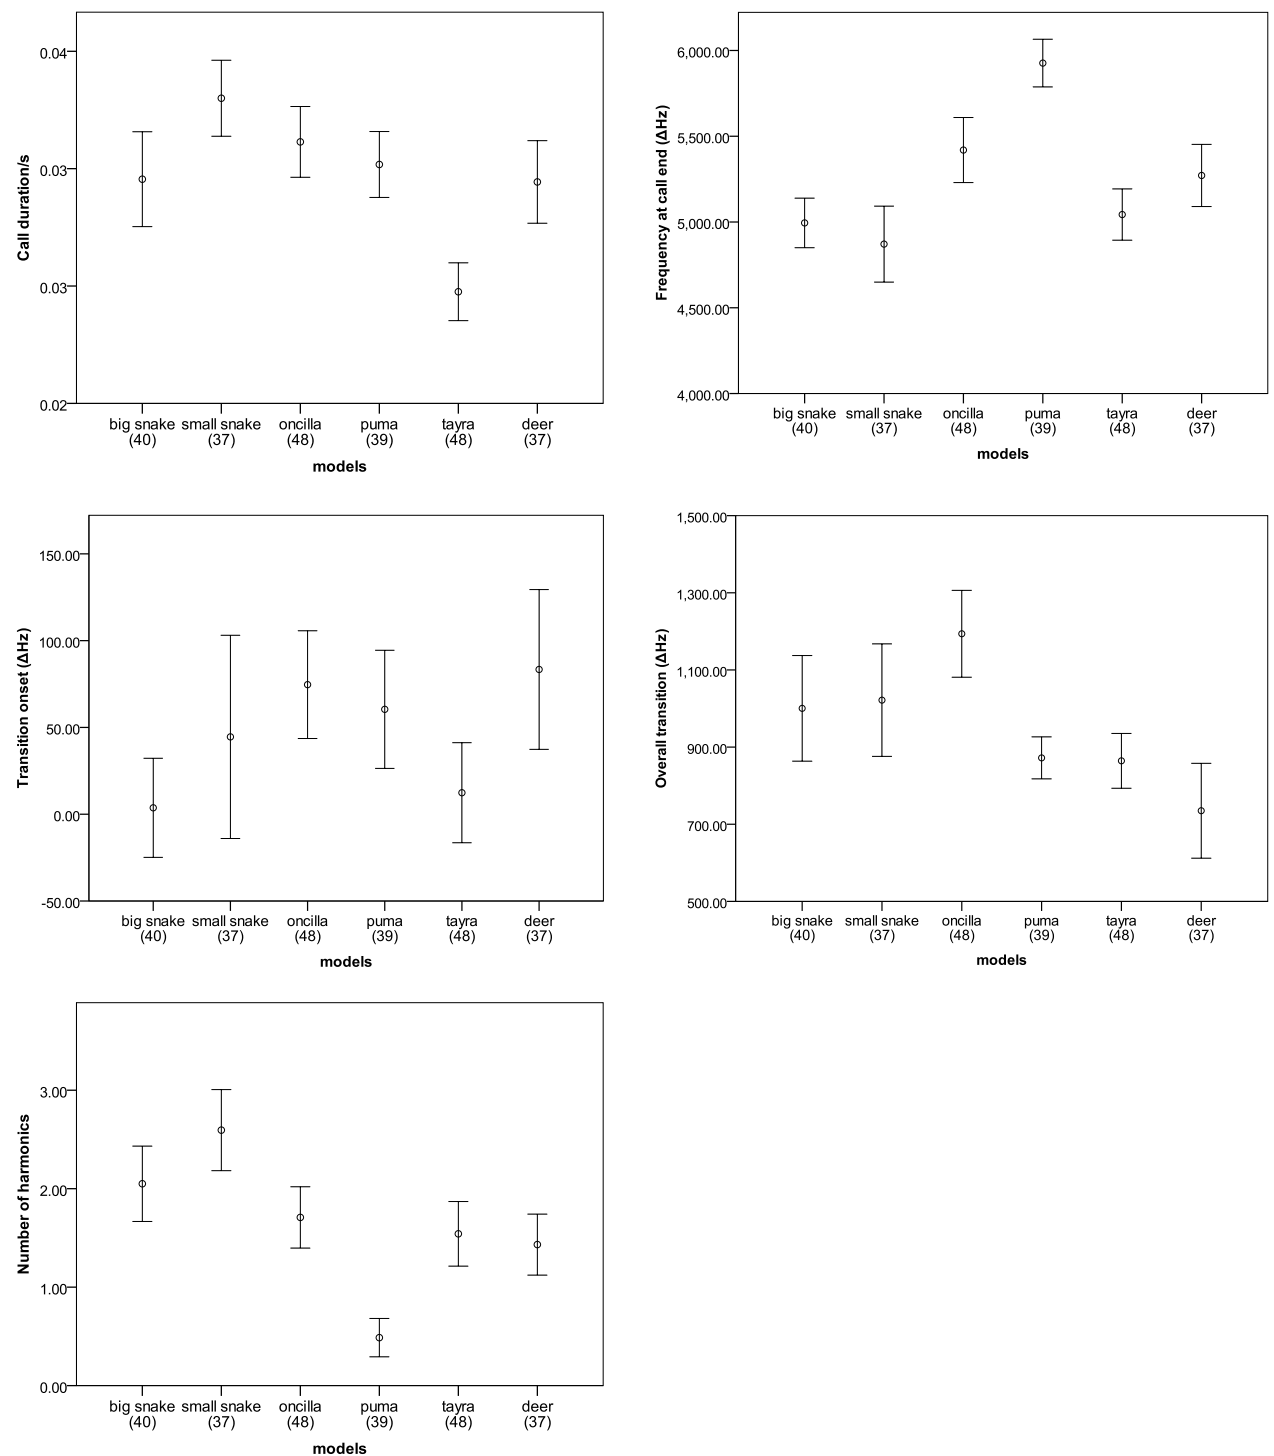 Call duration/s
0.04
0.03
0.03
0.02
big snake small snake oncilla puma tayra deer
(40) (37) (48) (39) (48) (37)
models
Frequency at call end (ΔHz)
6,000.00
5,500.00
5,000.00
4,500.00
4,000.00
big snake small snake oncilla puma tayra deer
(40) (37) (48) (39) (48) (37)
models
Transition onset (ΔHz)
150.00
100.00
50.00
0.00
-50.00
big snake small snake oncilla puma tayra deer
(40) (37) (48) (39) (48) (37)
models
Overall transition (ΔHz)
1,500.00
1,300.00
1,100.00
900.00
700.00
500.00
big snake small snake oncilla puma tayra deer
(40) (37) (48) (39) (48) (37)
models
Number of harmonics
3.00
2.00
1.00
0.00
big snake small snake oncilla puma tayra deer
(40) (37) (48) (39) (48) (37)
models